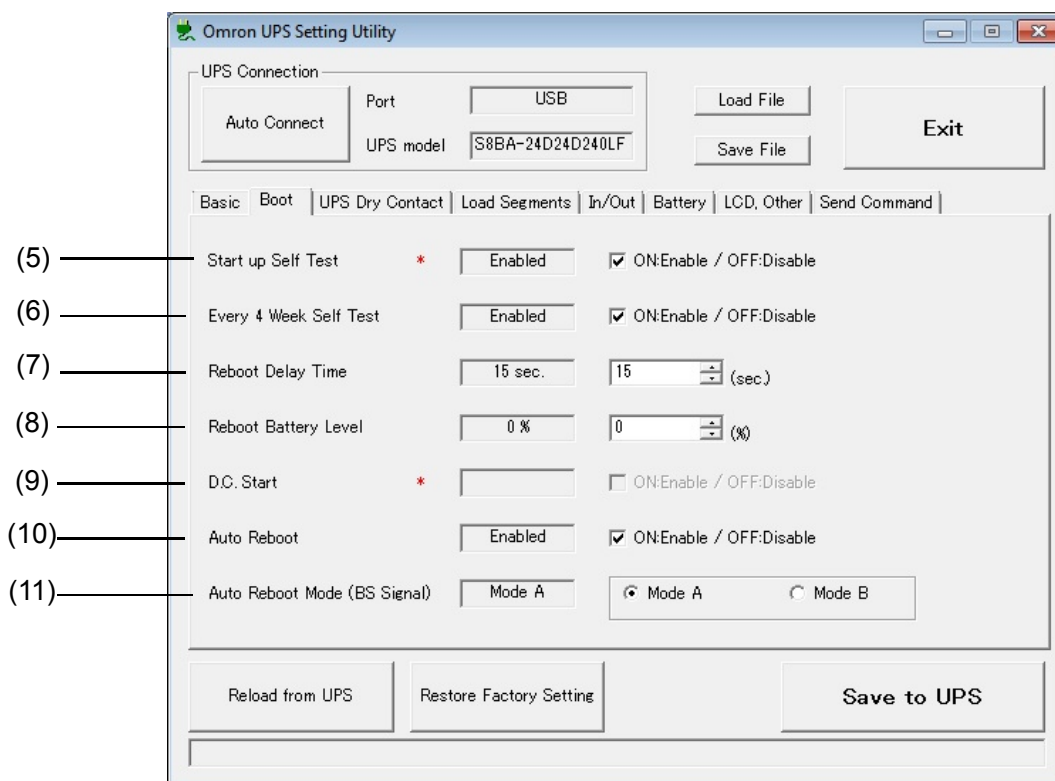 Omron UPS Setting Utility
UPS Connection
Auto Connect
Port
USB
UPS model
S8BA-24D24D240LF
Load File
Save File
Exit
Basic Boot UPS Dry Contact Load Segments In/Out Battery LCD, Other Send Command
(5) Start up Self Test * Enabled ON:Enable / OFF:Disable
(6) Every 4 Week Self Test Enabled ON:Enable / OFF:Disable
(7) Reboot Delay Time 15 sec. 15 (sec.)
(8) Reboot Battery Level 0 % 0 (%)
(9) D.C. Start * ON:Enable / OFF:Disable
(10) Auto Reboot Enabled ON:Enable / OFF:Disable
(11) Auto Reboot Mode (BS Signal) Mode A Mode A Mode B
Reload from UPS Restore Factory Setting Save to UPS